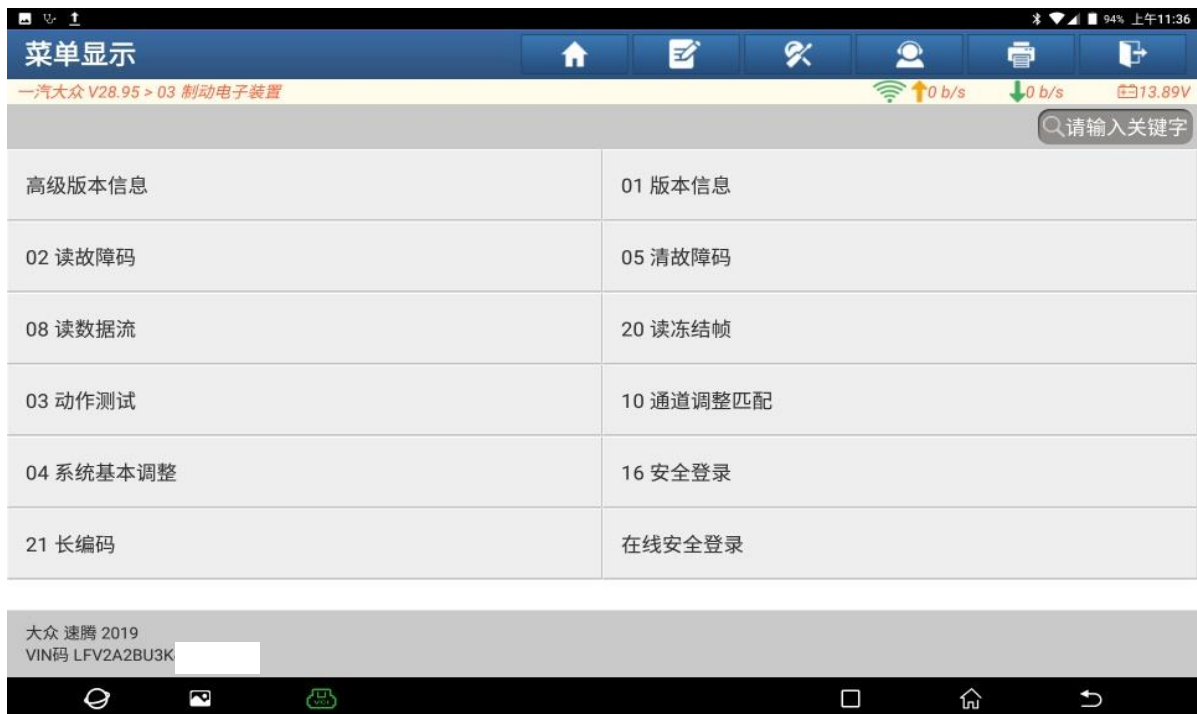 94% 上午11:36
菜单显示
一汽大众 V28.95 > 03 制动电子装置 0 b/s 0 b/s 13.89V
请输入关键字
高级版本信息 01 版本信息
02 读故障码 05 清故障码
08 读数据流 20 读冻结帧
03 动作测试 10 通道调整匹配
04 系统基本调整 16 安全登录
21 长编码 在线安全登录
大众 速腾 2019
VIN码 LFV2A2BU3K
VCI